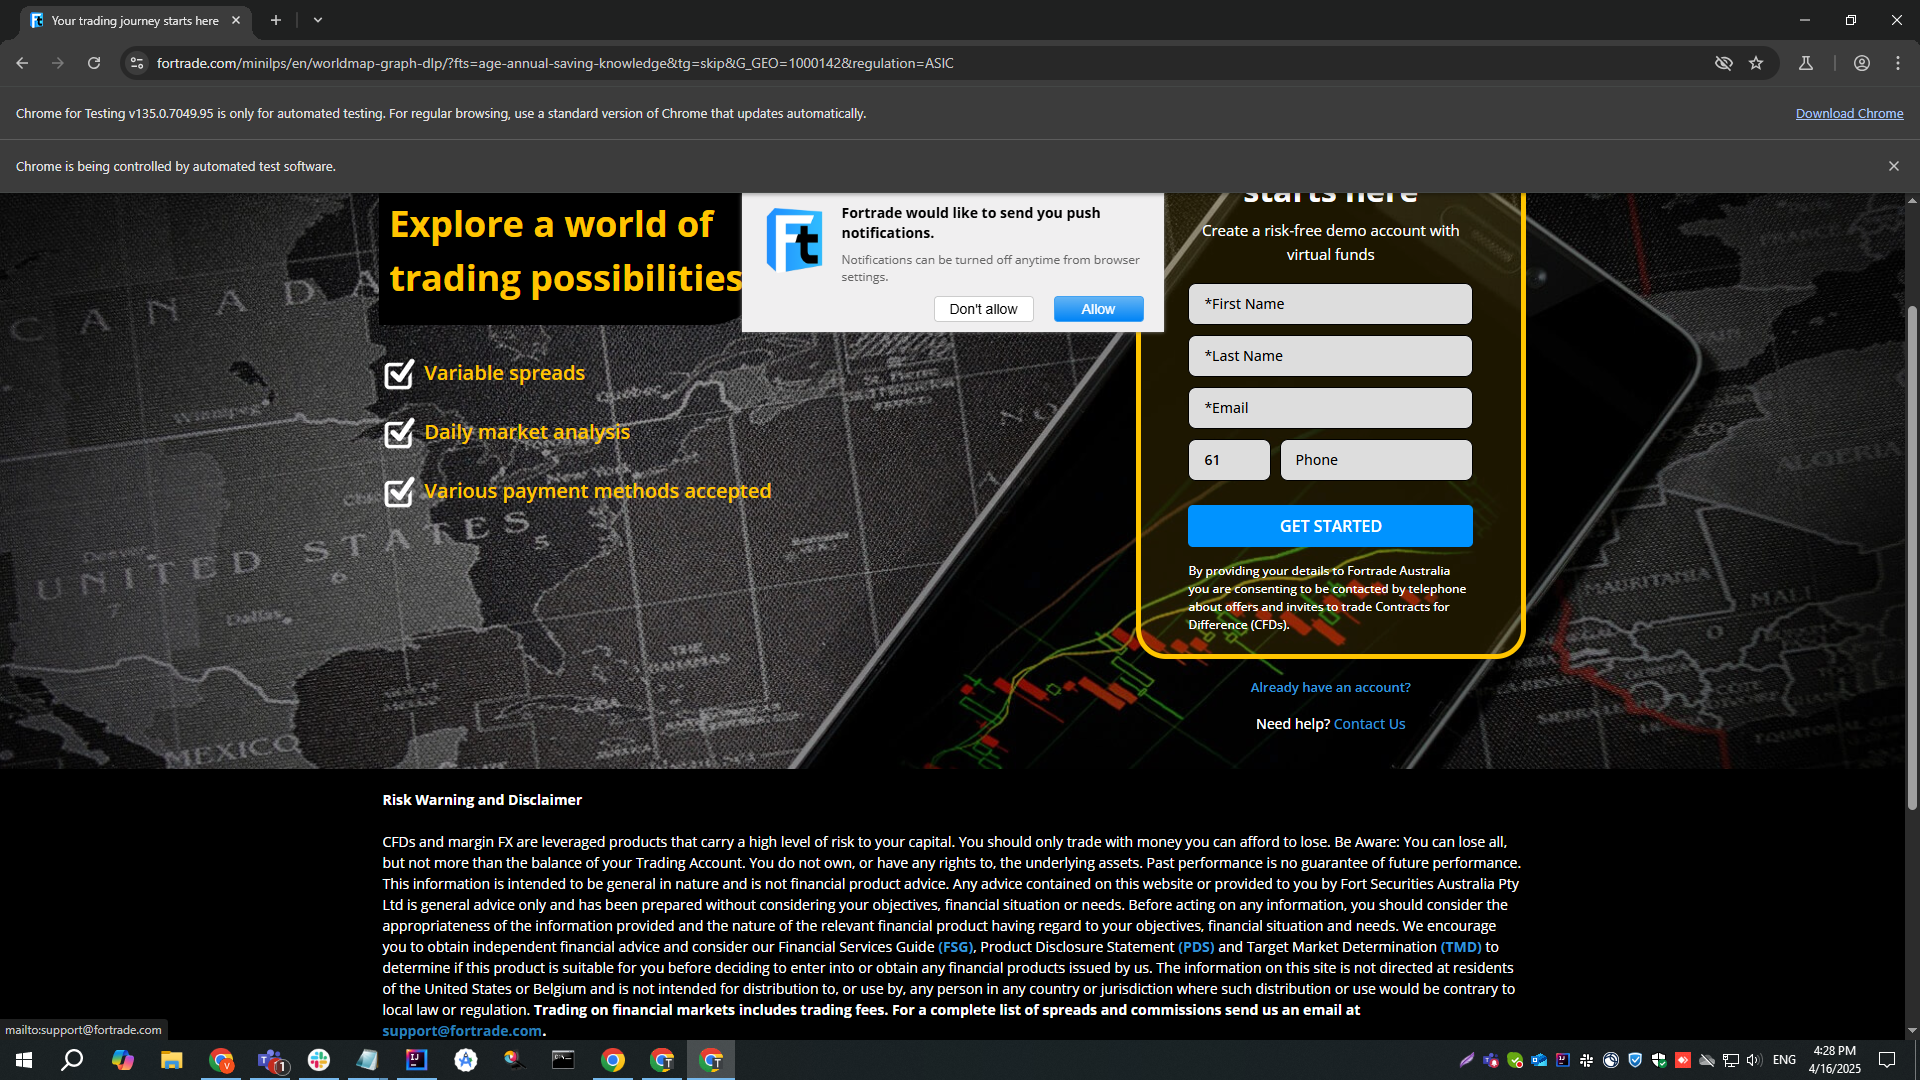 Your trading journey starts here
fortrade.com/minilps/en/worldmap-graph-dlp/?fts=age-annual-saving-knowledge&tg=skip&G_GEO=1000142&regulation=ASIC
Chrome for Testing v135.0.7049.95 is only for automated testing. For regular browsing, use a standard version of Chrome that updates automatically.
Download Chrome
Chrome is being controlled by automated test software.
Explore a world of
trading possibilities
Variable spreads
Daily market analysis
Various payment methods accepted
Ft
Fortrade would like to send you push
notifications.
Notifications can be turned off anytime from browser
settings.
Don't allow
Allow
starts here
Create a risk-free demo account with
virtual funds
*First Name
*Last Name
*Email
61
Phone
GET STARTED
By providing your details to Fortrade Australia
you are consenting to be contacted by telephone
about offers and invites to trade Contracts for
Difference (CFDs).
Already have an account?
Need help? Contact Us
CANADA
Winnipeg
Québec
New York
UNITED STATES
5
6
7
Denver
Dallas
THE
BAHAMAS
MEXICO
CUBA
ALGERIA
MAURITANIA
MALI
Risk Warning and Disclaimer
CFDs and margin FX are leveraged products that carry a high level of risk to your capital. You should only trade with money you can afford to lose. Be Aware: You can lose all,
but not more than the balance of your Trading Account. You do not own, or have any rights to, the underlying assets. Past performance is no guarantee of future performance.
This information is intended to be general in nature and is not financial product advice. Any advice contained on this website or provided to you by Fort Securities Australia Pty
Ltd is general advice only and has been prepared without considering your objectives, financial situation or needs. Before acting on any information, you should consider the
appropriateness of the information provided and the nature of the relevant financial product having regard to your objectives, financial situation and needs. We encourage
you to obtain independent financial advice and consider our Financial Services Guide (FSG), Product Disclosure Statement (PDS) and Target Market Determination (TMD) to
determine if this product is suitable for you before deciding to enter into or obtain any financial products issued by us. The information on this site is not directed at residents
of the United States or Belgium and is not intended for distribution to, or use by, any person in any country or jurisdiction where such distribution or use would be contrary to
local law or regulation. Trading on financial markets includes trading fees. For a complete list of spreads and commissions send us an email at
support@fortrade.com.
mailto:support@fortrade.com
ENG
4:28 PM
4/16/2025